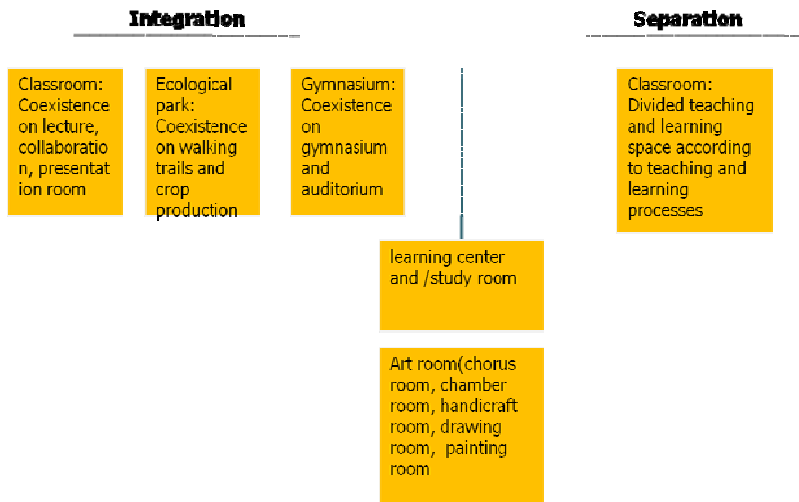 Integration
Separation
Classroom:
Coexistence
on lecture,
collaboratio
n, presentat
ion room
Ecological
park:
Coexistence
on walking
trails and
crop
production
Gymnasium:
Coexistence
on
gymnasium
and
auditorium
Classroom:
Divided teaching
and learning
space according
to teaching and
learning
processes
learning center
and /study room
Art room(chorus
room, chamber
room, handicraft
room, drawing
room, painting
room